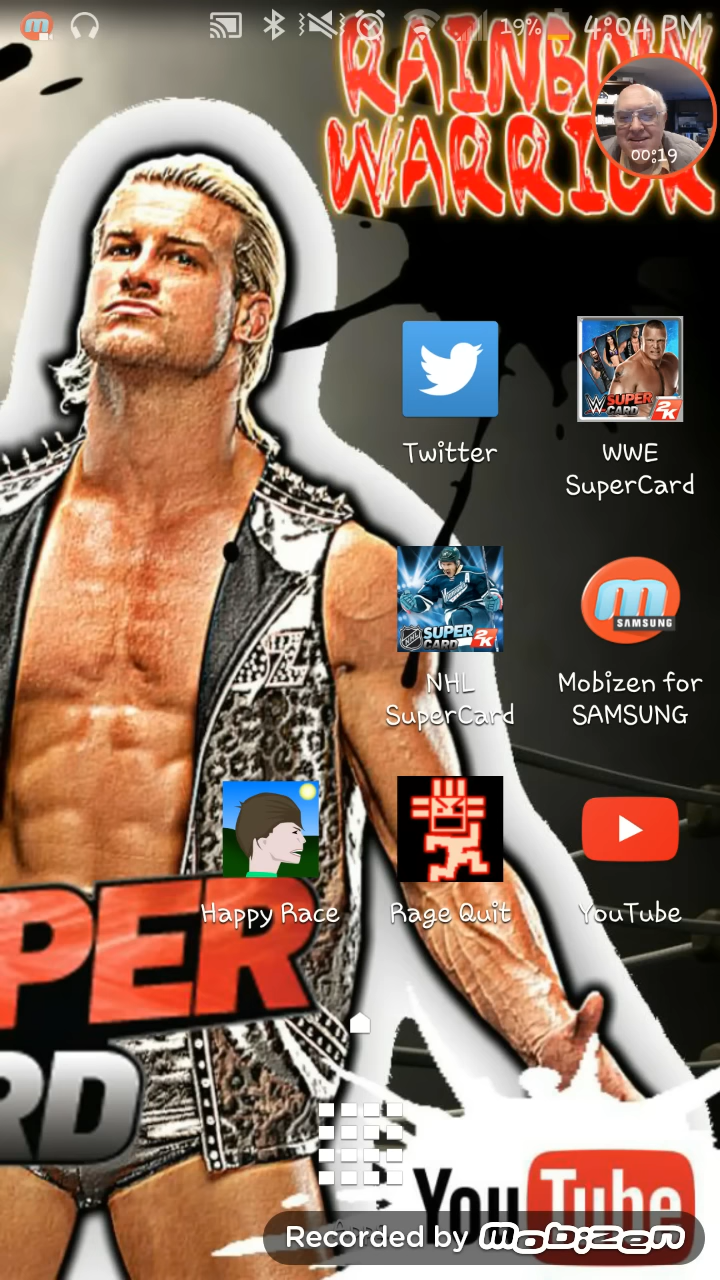 19% 4:04 PM
RAINBOW
WARRIOR
00:19
Twitter
WWE
SuperCard
W SUPER
CARD 2K
NHL
SuperCard
NHL SUPER
CARD 2K
m
SAMSUNG
Mobizen for
SAMSUNG
Happy Race
Rage Quit
YouTube
PER
RD
YouTube
Recorded by mobizen